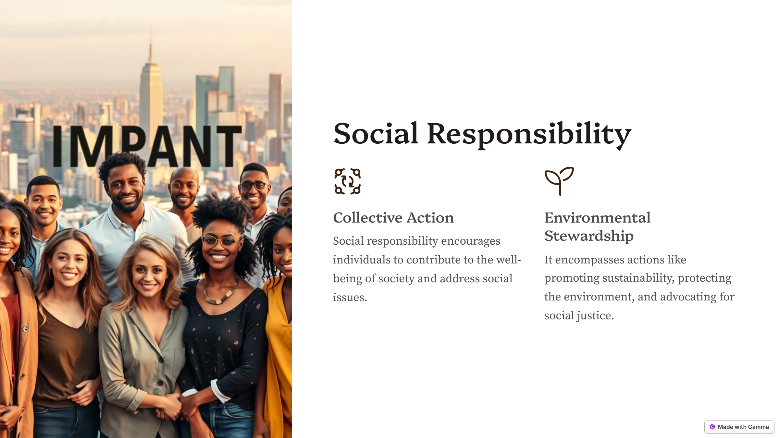 IMPANT
Social Responsibility
Collective Action
Social responsibility encourages
individuals to contribute to the well-
being of society and address social
issues.
Environmental
Stewardship
It encompasses actions like
promoting sustainability, protecting
the environment, and advocating for
social justice.
Made with Gamma